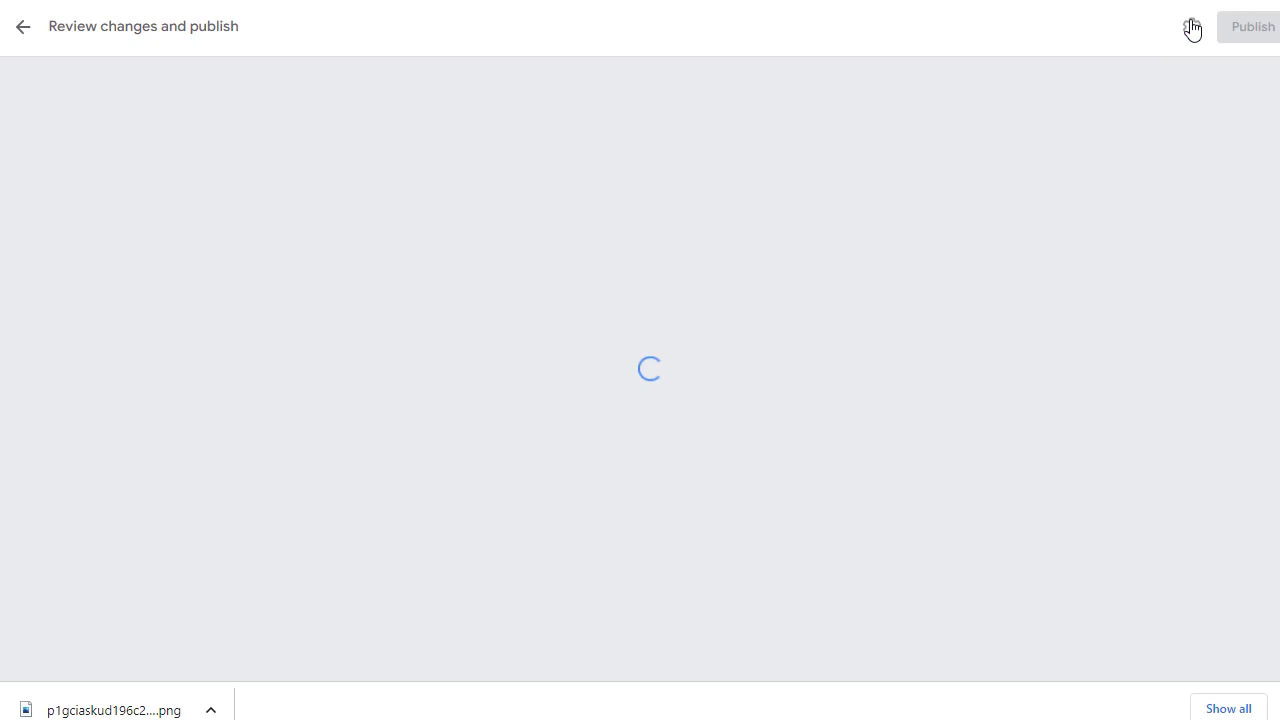 Review changes and publish
Publish
p1gciaskud196c2....png
Show all